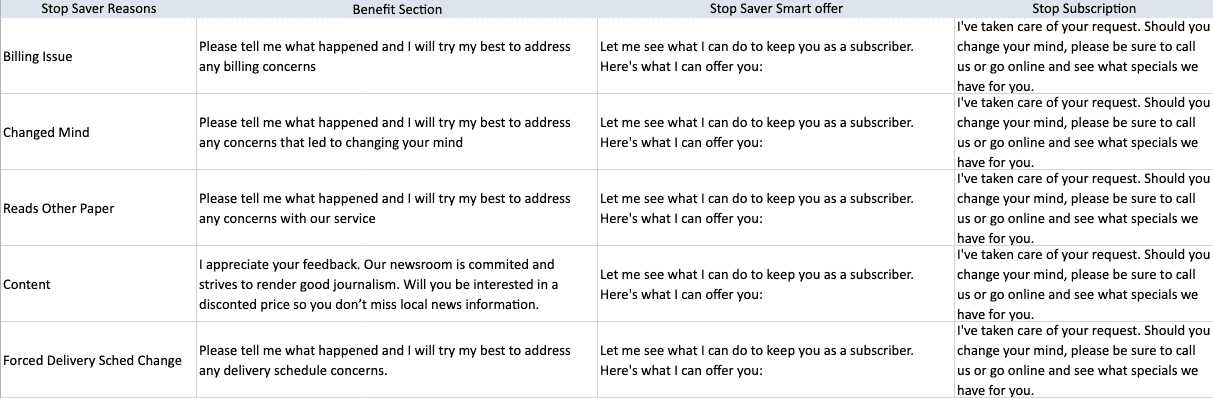 Stop Saver Reasons
Benefit Section
Stop Saver Smart offer
Stop Subscription
Billing Issue
Please tell me what happened and I will try my best to address
any billing concerns
Let me see what I can do to keep you as a subscriber.
Here's what I can offer you:
I've taken care of your request. Should you
change your mind, please be sure to call
us or go online and see what specials we
have for you.
Changed Mind
Please tell me what happened and I will try my best to address
any concerns that led to changing your mind
Let me see what I can do to keep you as a subscriber.
Here's what I can offer you:
I've taken care of your request. Should you
change your mind, please be sure to call
us or go online and see what specials we
have for you.
Reads Other Paper
Please tell me what happened and I will try my best to address
any concerns with our service
Let me see what I can do to keep you as a subscriber.
Here's what I can offer you:
I've taken care of your request. Should you
change your mind, please be sure to call
us or go online and see what specials we
have for you.
Content
I appreciate your feedback. Our newsroom is commited and
strives to render good journalism. Will you be interested in a
disconted price so you don’t miss local news information.
Let me see what I can do to keep you as a subscriber.
Here's what I can offer you:
I've taken care of your request. Should you
change your mind, please be sure to call
us or go online and see what specials we
have for you.
Forced Delivery Sched Change
Please tell me what happened and I will try my best to address
any delivery schedule concerns.
Let me see what I can do to keep you as a subscriber.
Here's what I can offer you:
I've taken care of your request. Should you
change your mind, please be sure to call
us or go online and see what specials we
have for you.